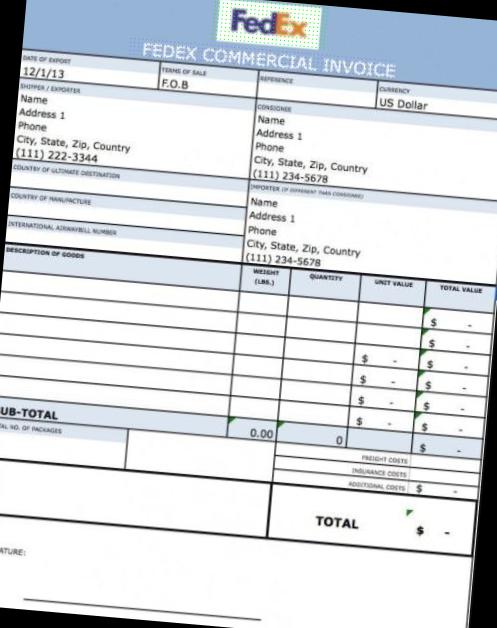 FedEx
FEDEX COMMERCIAL INVOICE
DATE OF EXPORT
12/1/13
TERMS OF SALE
F.O.B
REFERENCE
CURRENCY
US Dollar
SHIPPER / EXPORTER
Name
Address 1
Phone
City, State, Zip, Country
(111) 222-3344
CONSIGNEE
Name
Address 1
Phone
City, State, Zip, Country
(111) 234-5678
COUNTRY OF ULTIMATE DESTINATION
COUNTRY OF MANUFACTURE
INTERNATIONAL AIRWAYBILL NUMBER
IMPORTER (IF DIFFERENT THAN CONSIGNEE)
Name
Address 1
Phone
City, State, Zip, Country
(111) 234-5678
DESCRIPTION OF GOODS
WEIGHT (LBS.)
QUANTITY
UNIT VALUE
TOTAL VALUE
$ -
$ -
$ - $ -
$ - $ -
$ - $ -
$ - $ -
UB-TOTAL 0.00 0 $ -
AL NO. OF PACKAGES
FREIGHT COSTS
INSURANCE COSTS
ADDITIONAL COSTS $ -
TOTAL $ -
ATURE: